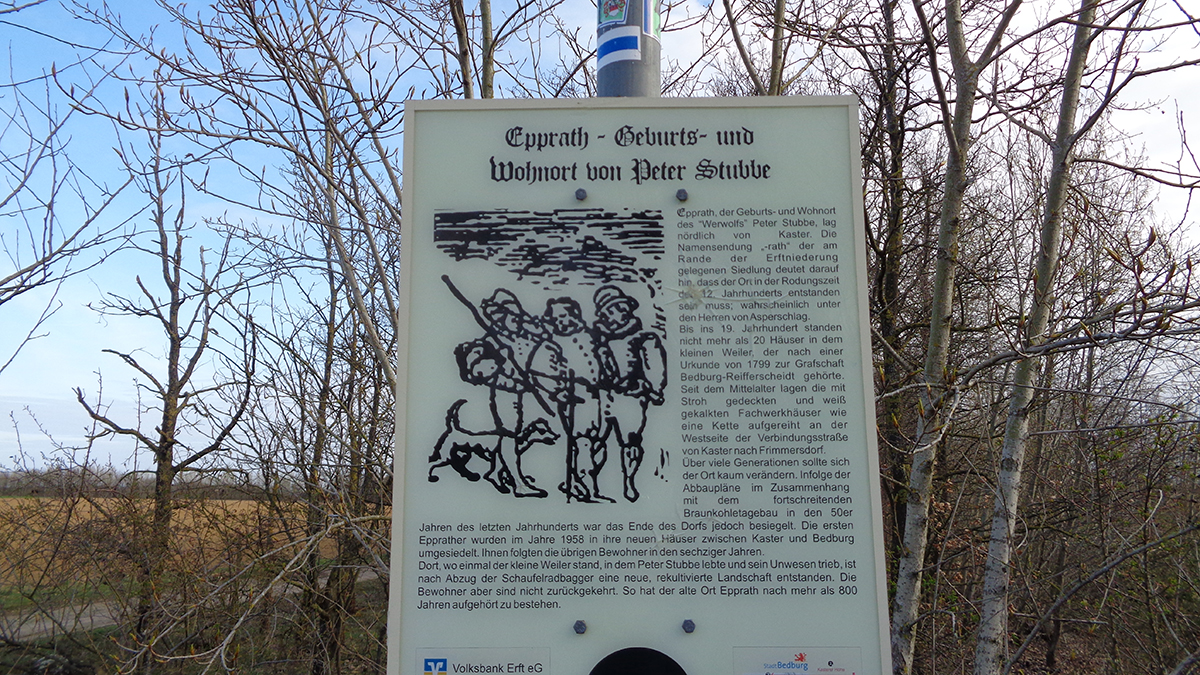 Epprath - Geburts- und
Wohnort von Peter Stubbe
Epprath, der Geburts- und Wohnort
des "Werwolfs" Peter Stubbe, lag
nördlich von Kaster. Die
Namensendung „-rath" der am
Rande der Erftniederung
gelegenen Siedlung deutet darauf
hin, dass der Ort in der Rodungszeit
des 12. Jahrhunderts entstanden
sein muss; wahrscheinlich unter
den Herren von Asperschlag.
Bis ins 19. Jahrhundert standen
nicht mehr als 20 Häuser in dem
kleinen Weiler, der nach einer
Urkunde von 1799 zur Grafschaft
Bedburg-Reifferscheidt gehörte.
Seit dem Mittelalter lagen die mit
Stroh gedeckten und weiß
gekalkten Fachwerkhäuser wie
eine Kette aufgereiht an der
Westseite der Verbindungsstraße
von Kaster nach Frimmersdorf.
Über viele Generationen sollte sich
der Ort kaum verändern. Infolge der
Abbaupläne im Zusammenhang
mit dem fortschreitenden
Braunkohletagebau in den 50er
Jahren des letzten Jahrhunderts war das Ende des Dorfs jedoch besiegelt. Die ersten
Epprather wurden im Jahre 1958 in ihre neuen Häuser zwischen Kaster und Bedburg
umgesiedelt. Ihnen folgten die übrigen Bewohner in den sechziger Jahren.
Dort, wo einmal der kleine Weiler stand, in dem Peter Stubbe lebte und sein Unwesen trieb, ist
nach Abzug der Schaufelradbagger eine neue, rekultivierte Landschaft entstanden. Die
Bewohner aber sind nicht zurückgekehrt. So hat der alte Ort Epprath nach mehr als 800
Jahren aufgehört zu bestehen.
Volksbank Erft eG
Stadt Bedburg